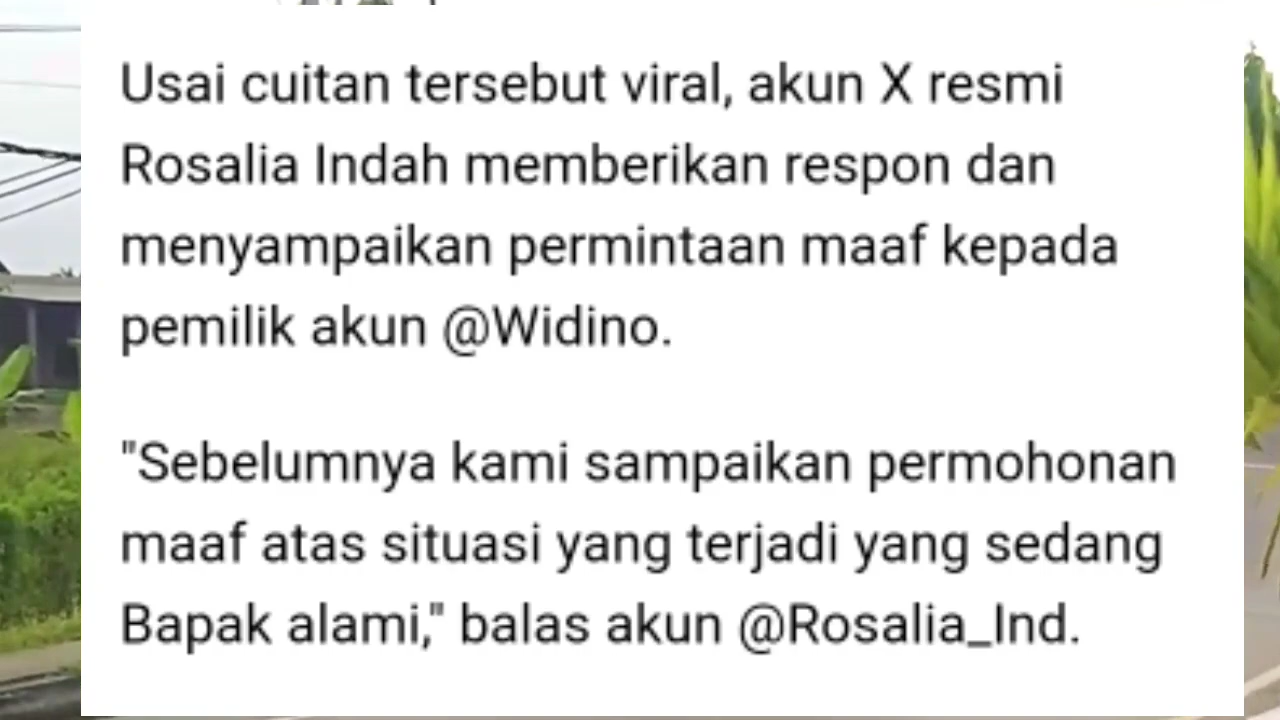 Usai cuitan tersebut viral, akun X resmi
Rosalia Indah memberikan respon dan
menyampaikan permintaan maaf kepada
pemilik akun @Widino.
"Sebelumnya kami sampaikan permohonan
maaf atas situasi yang terjadi yang sedang
Bapak alami," balas akun @Rosalia_Ind.